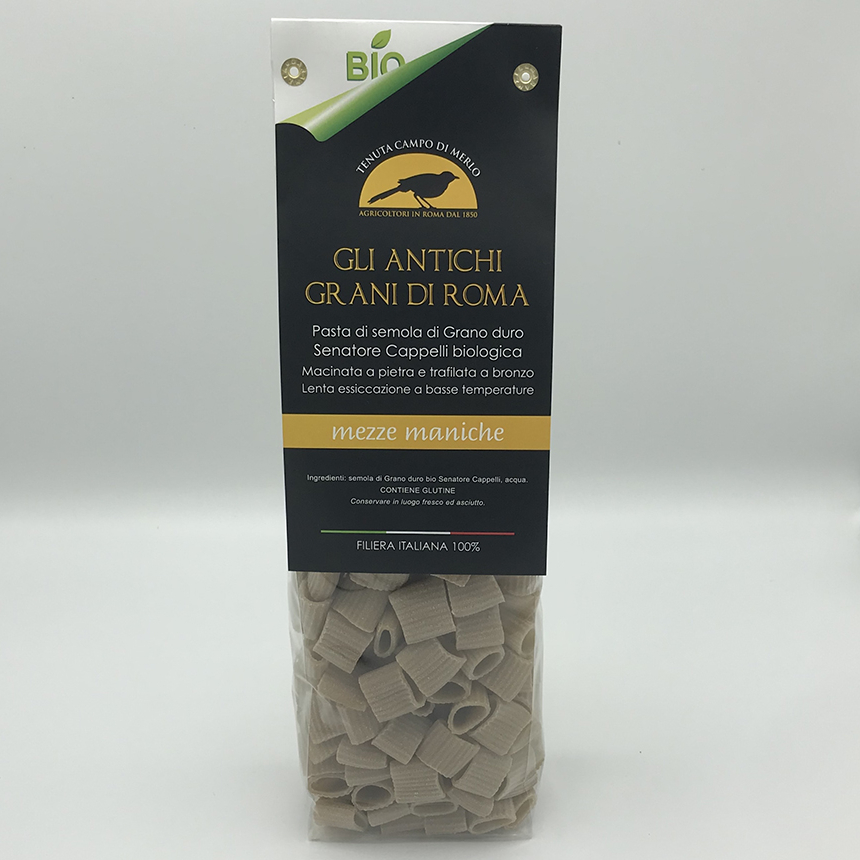 BIO
TENUTA CAMPO DI MERLO
AGRICOLTORI IN ROMA DAL 1850
GLI ANTICHI
GRANI DI ROMA
Pasta di semola di Grano duro
Senatore Cappelli biologica
Macinata a pietra e trafilata a bronzo
Lenta essiccazione a basse temperature
mezze maniche
Ingredienti: semola di Grano duro bio Senatore Cappelli, acqua.
CONTIENE GLUTINE
Conservare in luogo fresco ed asciutto.
FILIERA ITALIANA 100%